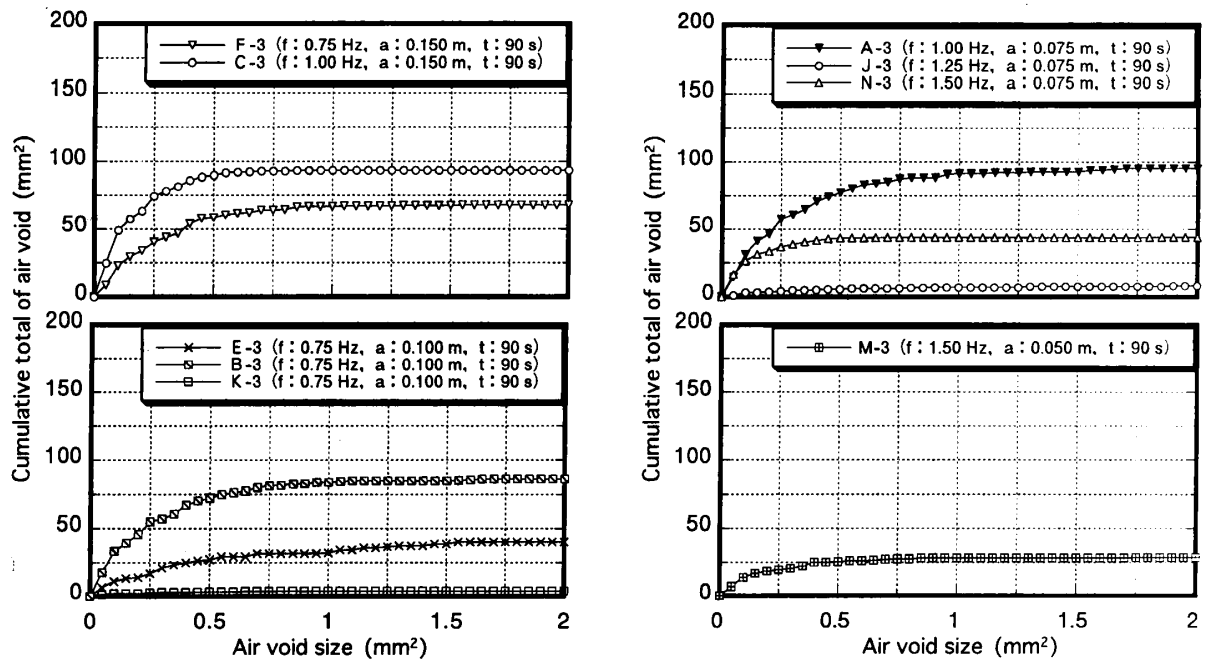 Cumulative total of air void (mm²)
200
150
100
50
0
F-3 (f : 0.75 Hz, a : 0.150 m, t : 90 s)
C-3 (f : 1.00 Hz, a : 0.150 m, t : 90 s)
Cumulative total of air void (mm²)
200
150
100
50
0
A-3 (f : 1.00 Hz, a : 0.075 m, t : 90 s)
J-3 (f : 1.25 Hz, a : 0.075 m, t : 90 s)
N-3 (f : 1.50 Hz, a : 0.075 m, t : 90 s)
200
150
100
50
0
E-3 (f : 0.75 Hz, a : 0.100 m, t : 90 s)
B-3 (f : 0.75 Hz, a : 0.100 m, t : 90 s)
K-3 (f : 0.75 Hz, a : 0.100 m, t : 90 s)
0 0.5 1 1.5 2
Air void size (mm²)
200
150
100
50
0
M-3 (f : 1.50 Hz, a : 0.050 m, t : 90 s)
0 0.5 1 1.5 2
Air void size (mm²)